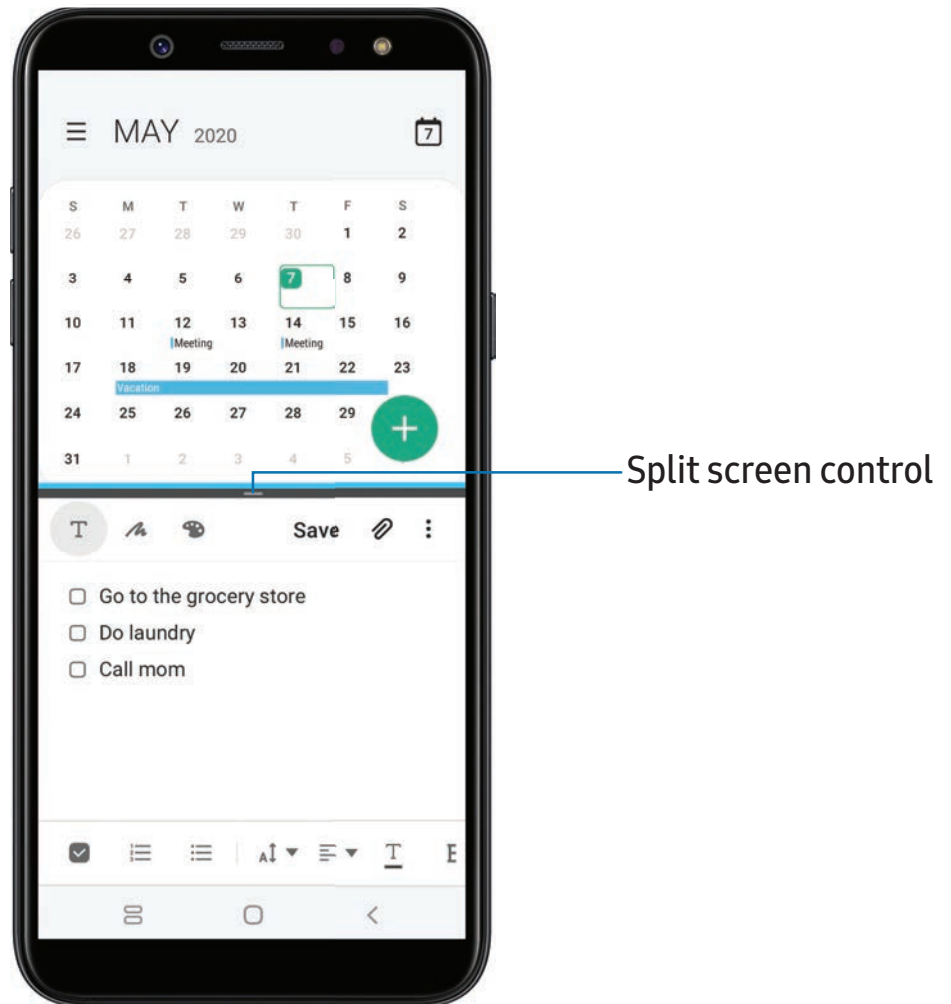 MAY 2020
7
S M T W T F S
26 27 28 29 30 1 2
3 4 5 6 7 8 9
10 11 12 13 14 15 16
Meeting Meeting
17 18 19 20 21 22 23
Vacation
24 25 26 27 28 29
31 1 2 3 4 5
Split screen control
T Save
Go to the grocery store
Do laundry
Call mom
A T